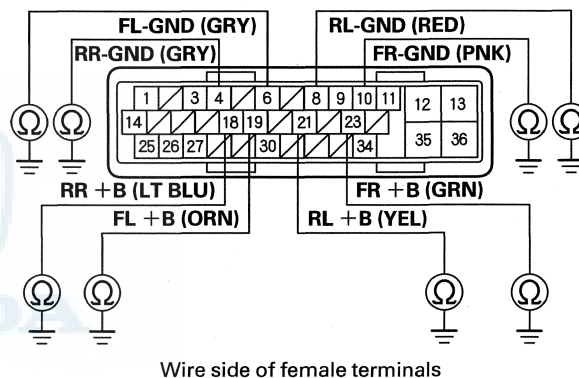 FL-GND (GRY) RL-GND (RED)
RR-GND (GRY) FR-GND (PNK)
1 3 4 6 8 9 10 11 12 13
14 18 19 21 23
25 26 27 30 34 35 36
Ω Ω Ω Ω
RR +B (LT BLU) FR +B (GRN)
FL +B (ORN) RL +B (YEL)
Ω Ω Ω Ω
Wire side of female terminals